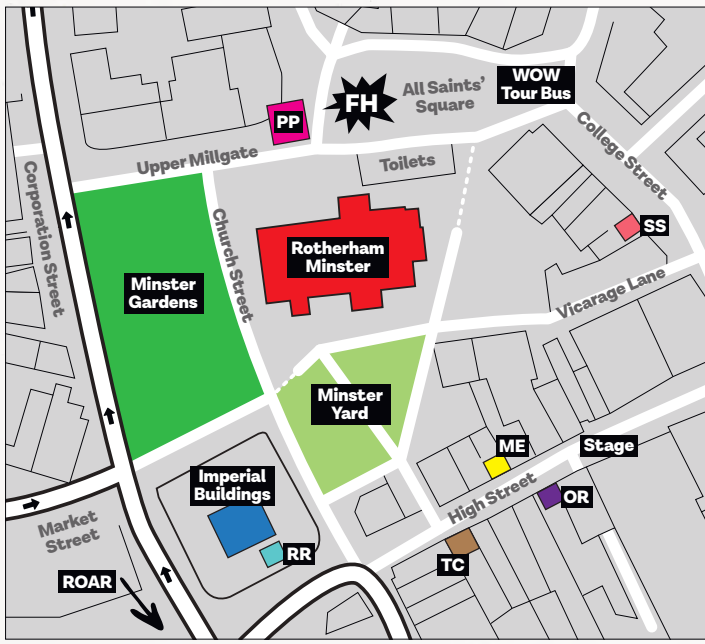 WOW
Tour Bus
FH
All Saints'
Square
PP
Upper Millgate
Toilets
College Street
Corporation Street
Church Street
SS
Rotherham
Minster
Minster
Gardens
Vicarage Lane
Minster
Yard
ME
Stage
Imperial
Buildings
High Street
OR
Market
Street
RR
TC
ROAR